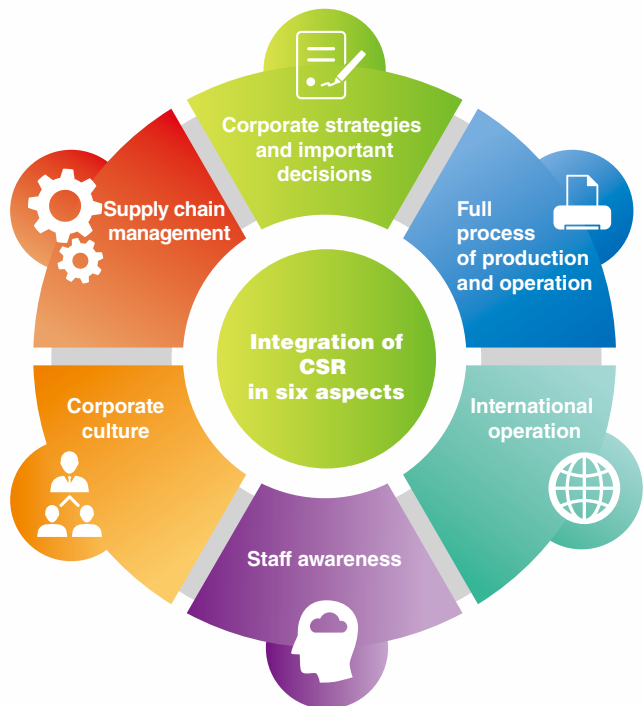 Corporate strategies
and important
decisions
Full
process
of production
and operation
International
operation
Staff awareness
Corporate
culture
Supply chain
management
Integration of
CSR
in six aspects